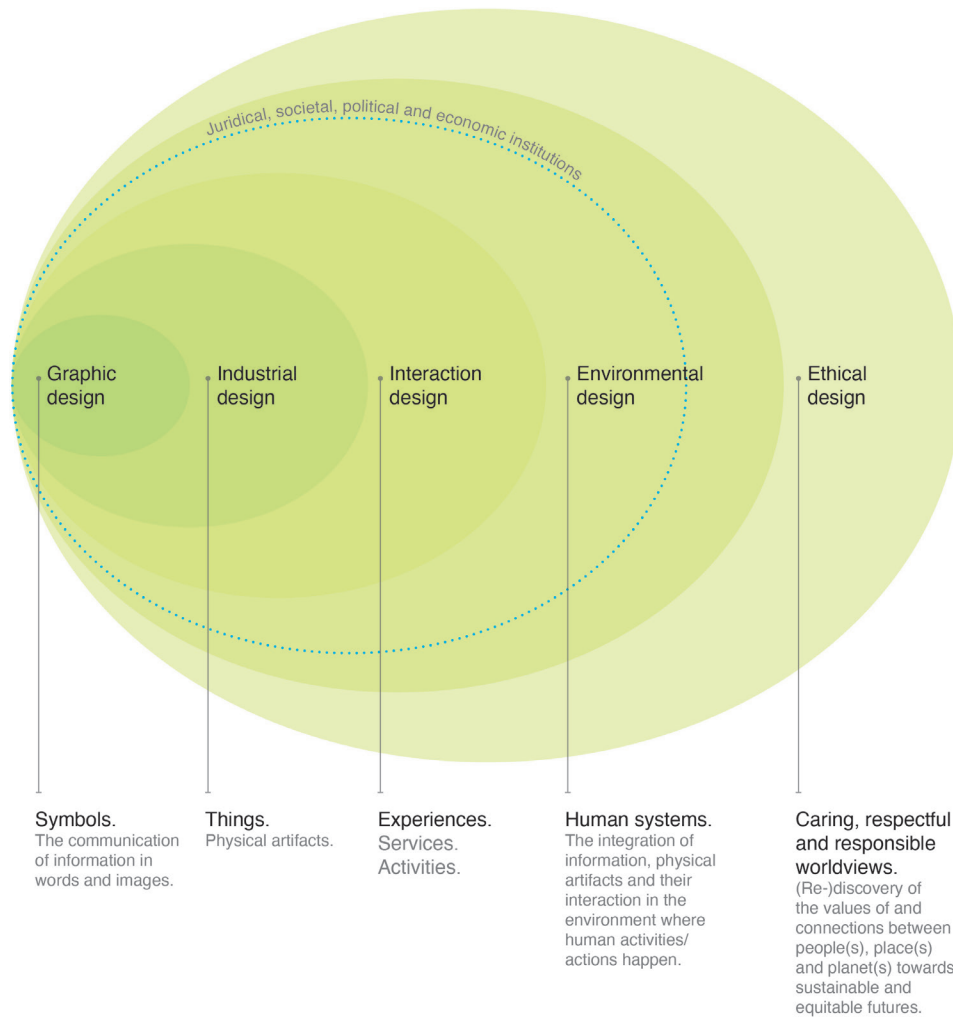 Juridical, societal, political and economic institutions
Graphic
design
Industrial
design
Interaction
design
Environmental
design
Ethical
design
Symbols.
The communication
of information in
words and images.
Things.
Physical artifacts.
Experiences.
Services.
Activities.
Human systems.
The integration of
information, physical
artifacts and their
interaction in the
environment where
human activities/
actions happen.
Caring, respectful
and responsible
worldviews.
(Re-)discovery of
the values of and
connections between
people(s), place(s)
and planet(s) towards
sustainable and
equitable futures.